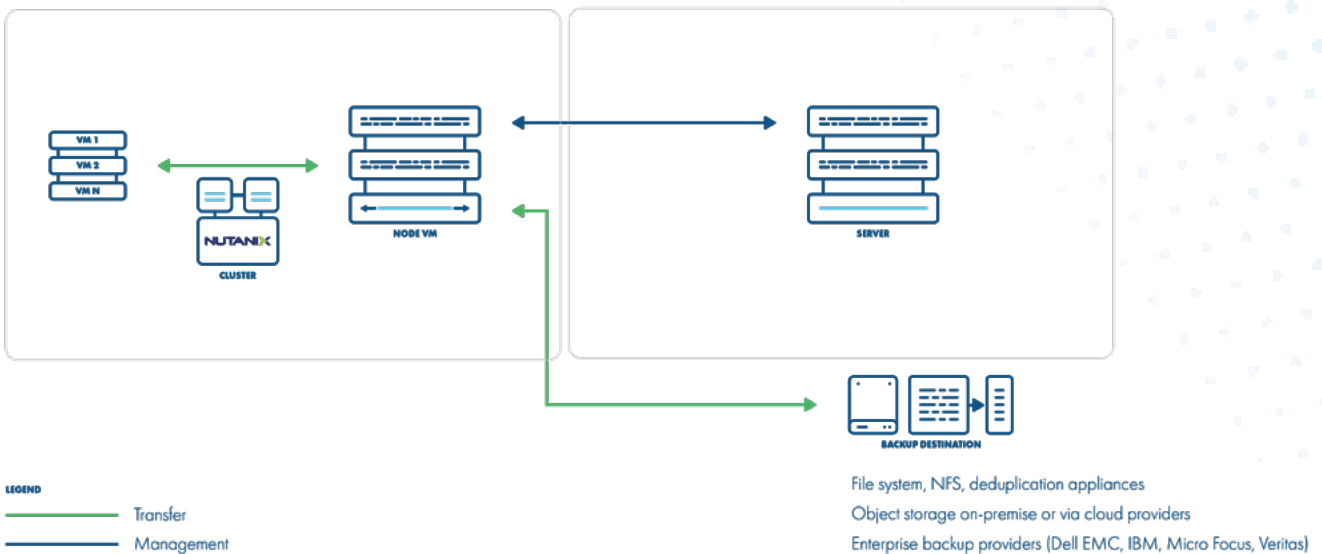 VM 1
VM 2
VM N
NUTANIX
CLUSTER
NODE VM
SERVER
BACKUP DESTINATION
File system, NFS, deduplication appliances
Object storage on-premise or via cloud providers
Enterprise backup providers (Dell EMC, IBM, Micro Focus, Veritas)
LEGEND
Transfer
Management